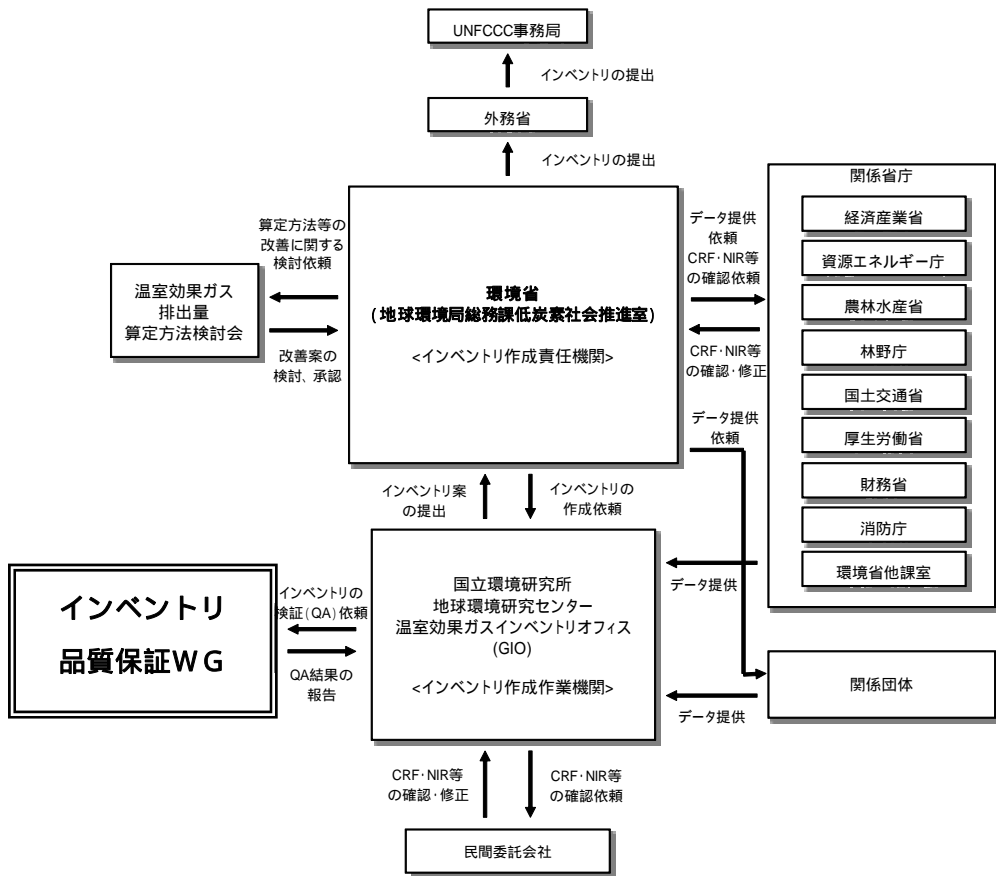 UNFCCC事務局
インベントリの提出
外務省
インベントリの提出
算定方法等の
改善に関する
検討依頼
温室効果ガス
排出量
算定方法検討会
改善案の
検討、承認
環境省
(地球環境局総務課低炭素社会推進室)
<インベントリ作成責任機関>
データ提供
依頼
CRF・NIR等
の確認依頼
CRF・NIR等
の確認・修正
データ提供
依頼
関係省庁
経済産業省
資源エネルギー庁
農林水産省
林野庁
国土交通省
厚生労働省
財務省
消防庁
環境省他課室
インベントリ案
の提出
インベントリの
作成依頼
インベントリ
品質保証WG
インベントリの
検証(QA)依頼
QA結果の
報告
国立環境研究所
地球環境研究センター
温室効果ガスインベントリオフィス
(GIO)
<インベントリ作成作業機関>
データ提供
データ提供
関係団体
CRF・NIR等
の確認・修正
CRF・NIR等
の確認依頼
民間委託会社